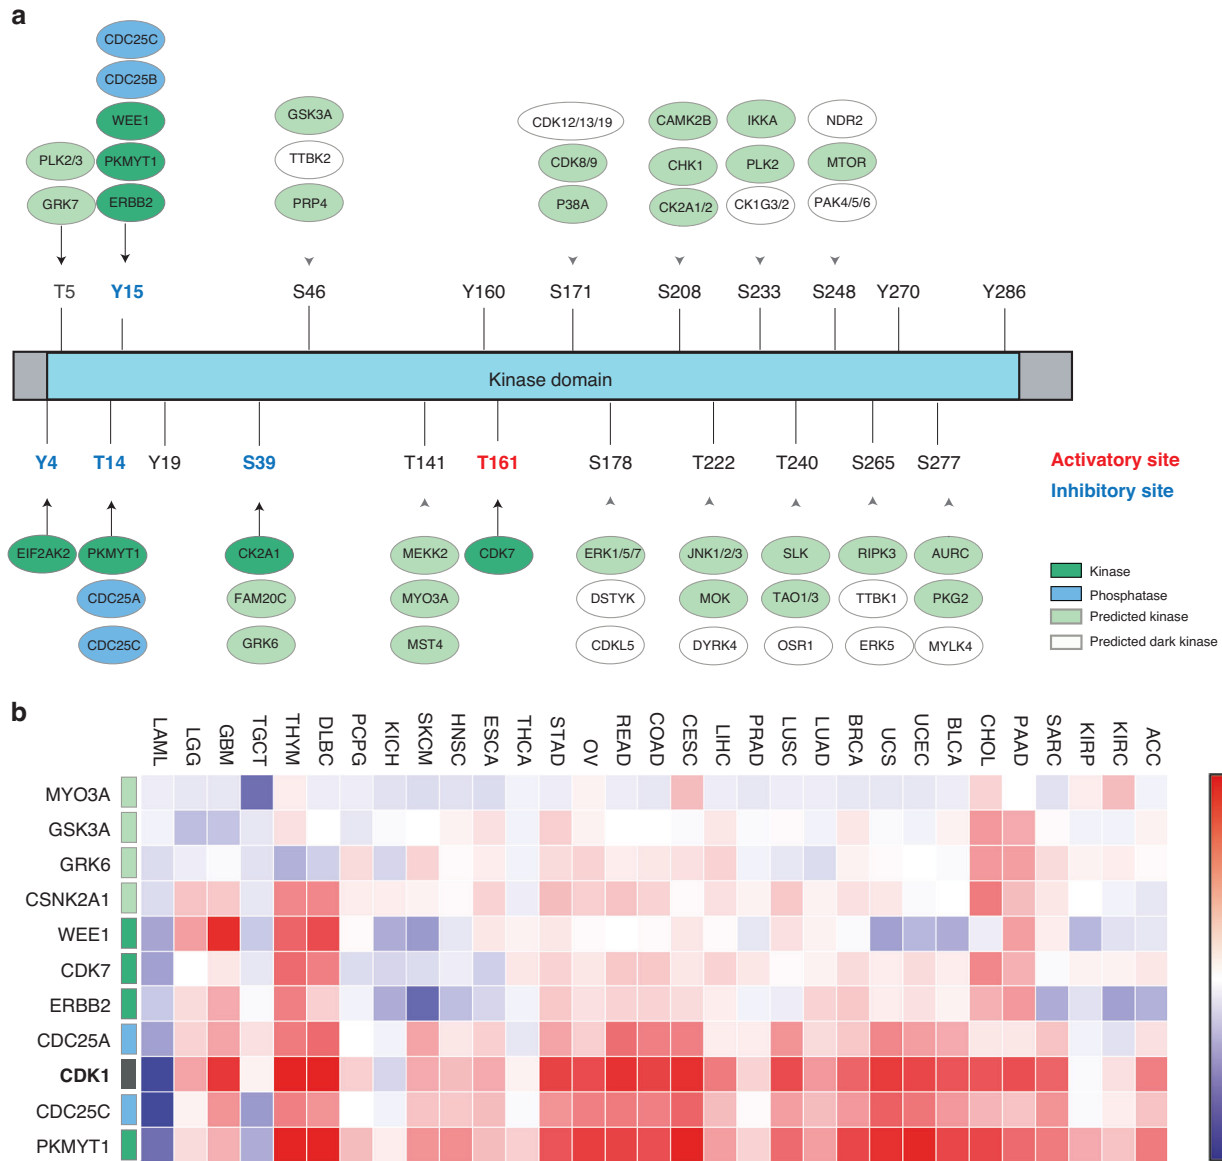 a
CDC25C
CDC25B
WEE1
GSK3A
CDK12/13/19
CAMK2B
IKKA
NDR2
PLK2/3
PKMYT1
TTBK2
CDK8/9
CHK1
PLK2
MTOR
GRK7
ERBB2
PRP4
P38A
CK2A1/2
CK1G3/2
PAK4/5/6
T5
Y15
S46
Y160
S171
S208
S233
S248
Y270
Y286
Kinase domain
Y4
T14
Y19
S39
T141
T161
S178
T222
T240
S265
S277
Activatory site
Inhibitory site
EIF2AK2
PKMYT1
CK2A1
MEKK2
CDK7
ERK1/5/7
JNK1/2/3
SLK
RIPK3
AURC
CDC25A
FAM20C
MYO3A
DSTYK
MOK
TAO1/3
TTBK1
PKG2
CDC25C
GRK6
MST4
CDKL5
DYRK4
OSR1
ERK5
MYLK4
Kinase
Phosphatase
Predicted kinase
Predicted dark kinase
b
LAML
LGG
GBM
TGCT
THYM
DLBC
PCPG
KICH
SKCM
HNSC
ESCA
THCA
STAD
OV
READ
COAD
CESC
LIHC
PRAD
LUSC
LUAD
BRCA
UCS
UCEC
BLCA
CHOL
PAAD
SARC
KIRP
KIRC
ACC
MYO3A
GSK3A
GRK6
CSNK2A1
WEE1
CDK7
ERBB2
CDC25A
CDK1
CDC25C
PKMYT1